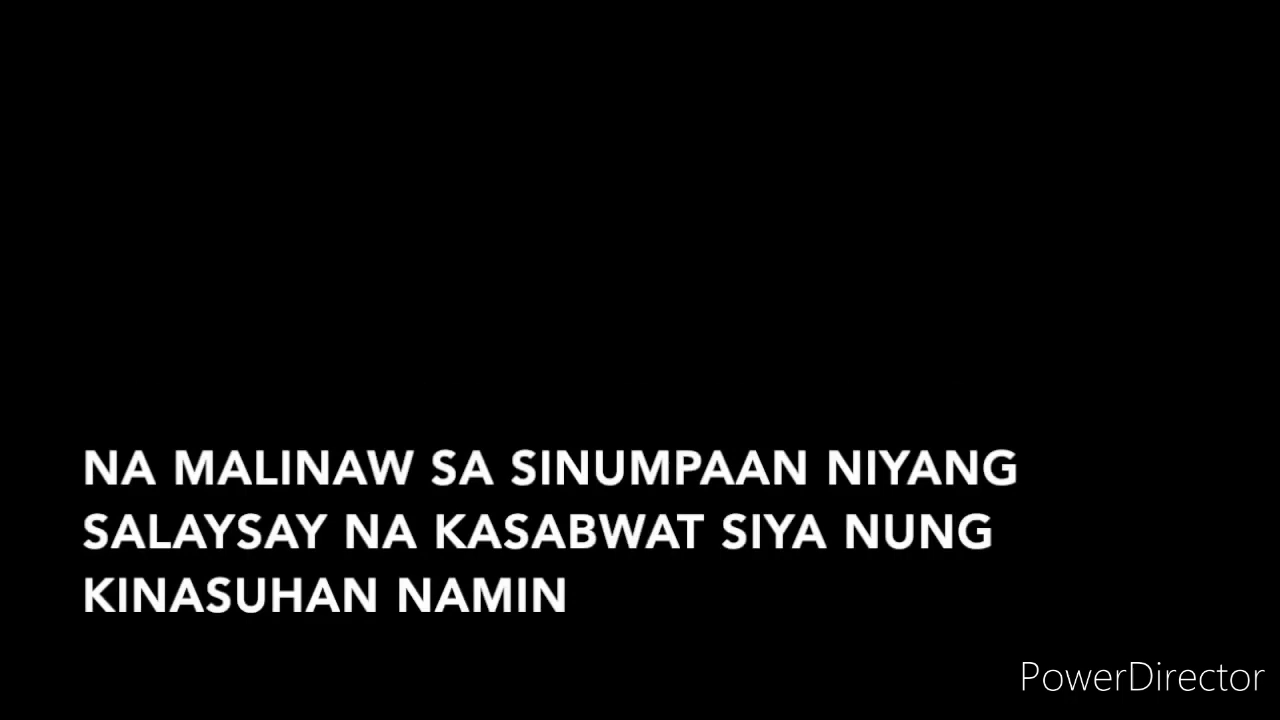 NA MALINAW SA SINUMPAAN NIYANG
SALAYSAY NA KASABWAT SIYA NUNG
KINASUHAN NAMIN
PowerDirector